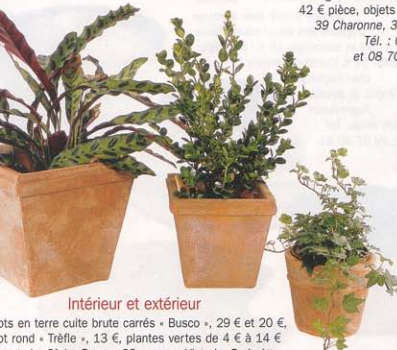 42 € pièce, objets
39 Charonne, 3
Tél. : 
et 08 70
Intérieur et extérieur
ots en terre cuite brute carrés « Busco », 29 € et 20 €,
ot rond « Trèfle », 13 €, plantes vertes de 4 € à 14 €